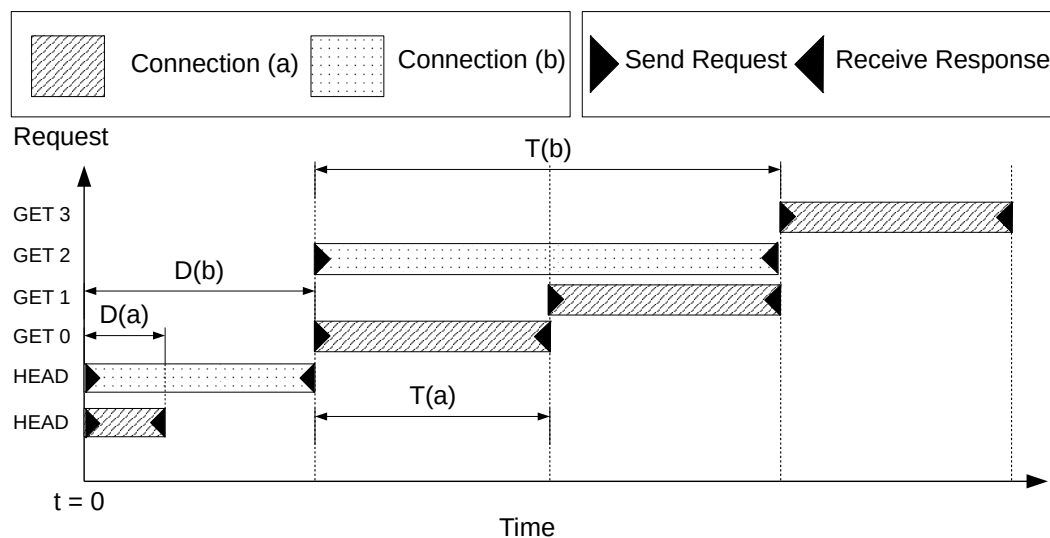 Connection (a)
Connection (b)
Send Request
Receive Response
Request
T(b)
GET 3
GET 2
D(b)
GET 1
D(a)
GET 0
HEAD
T(a)
HEAD
t = 0
Time